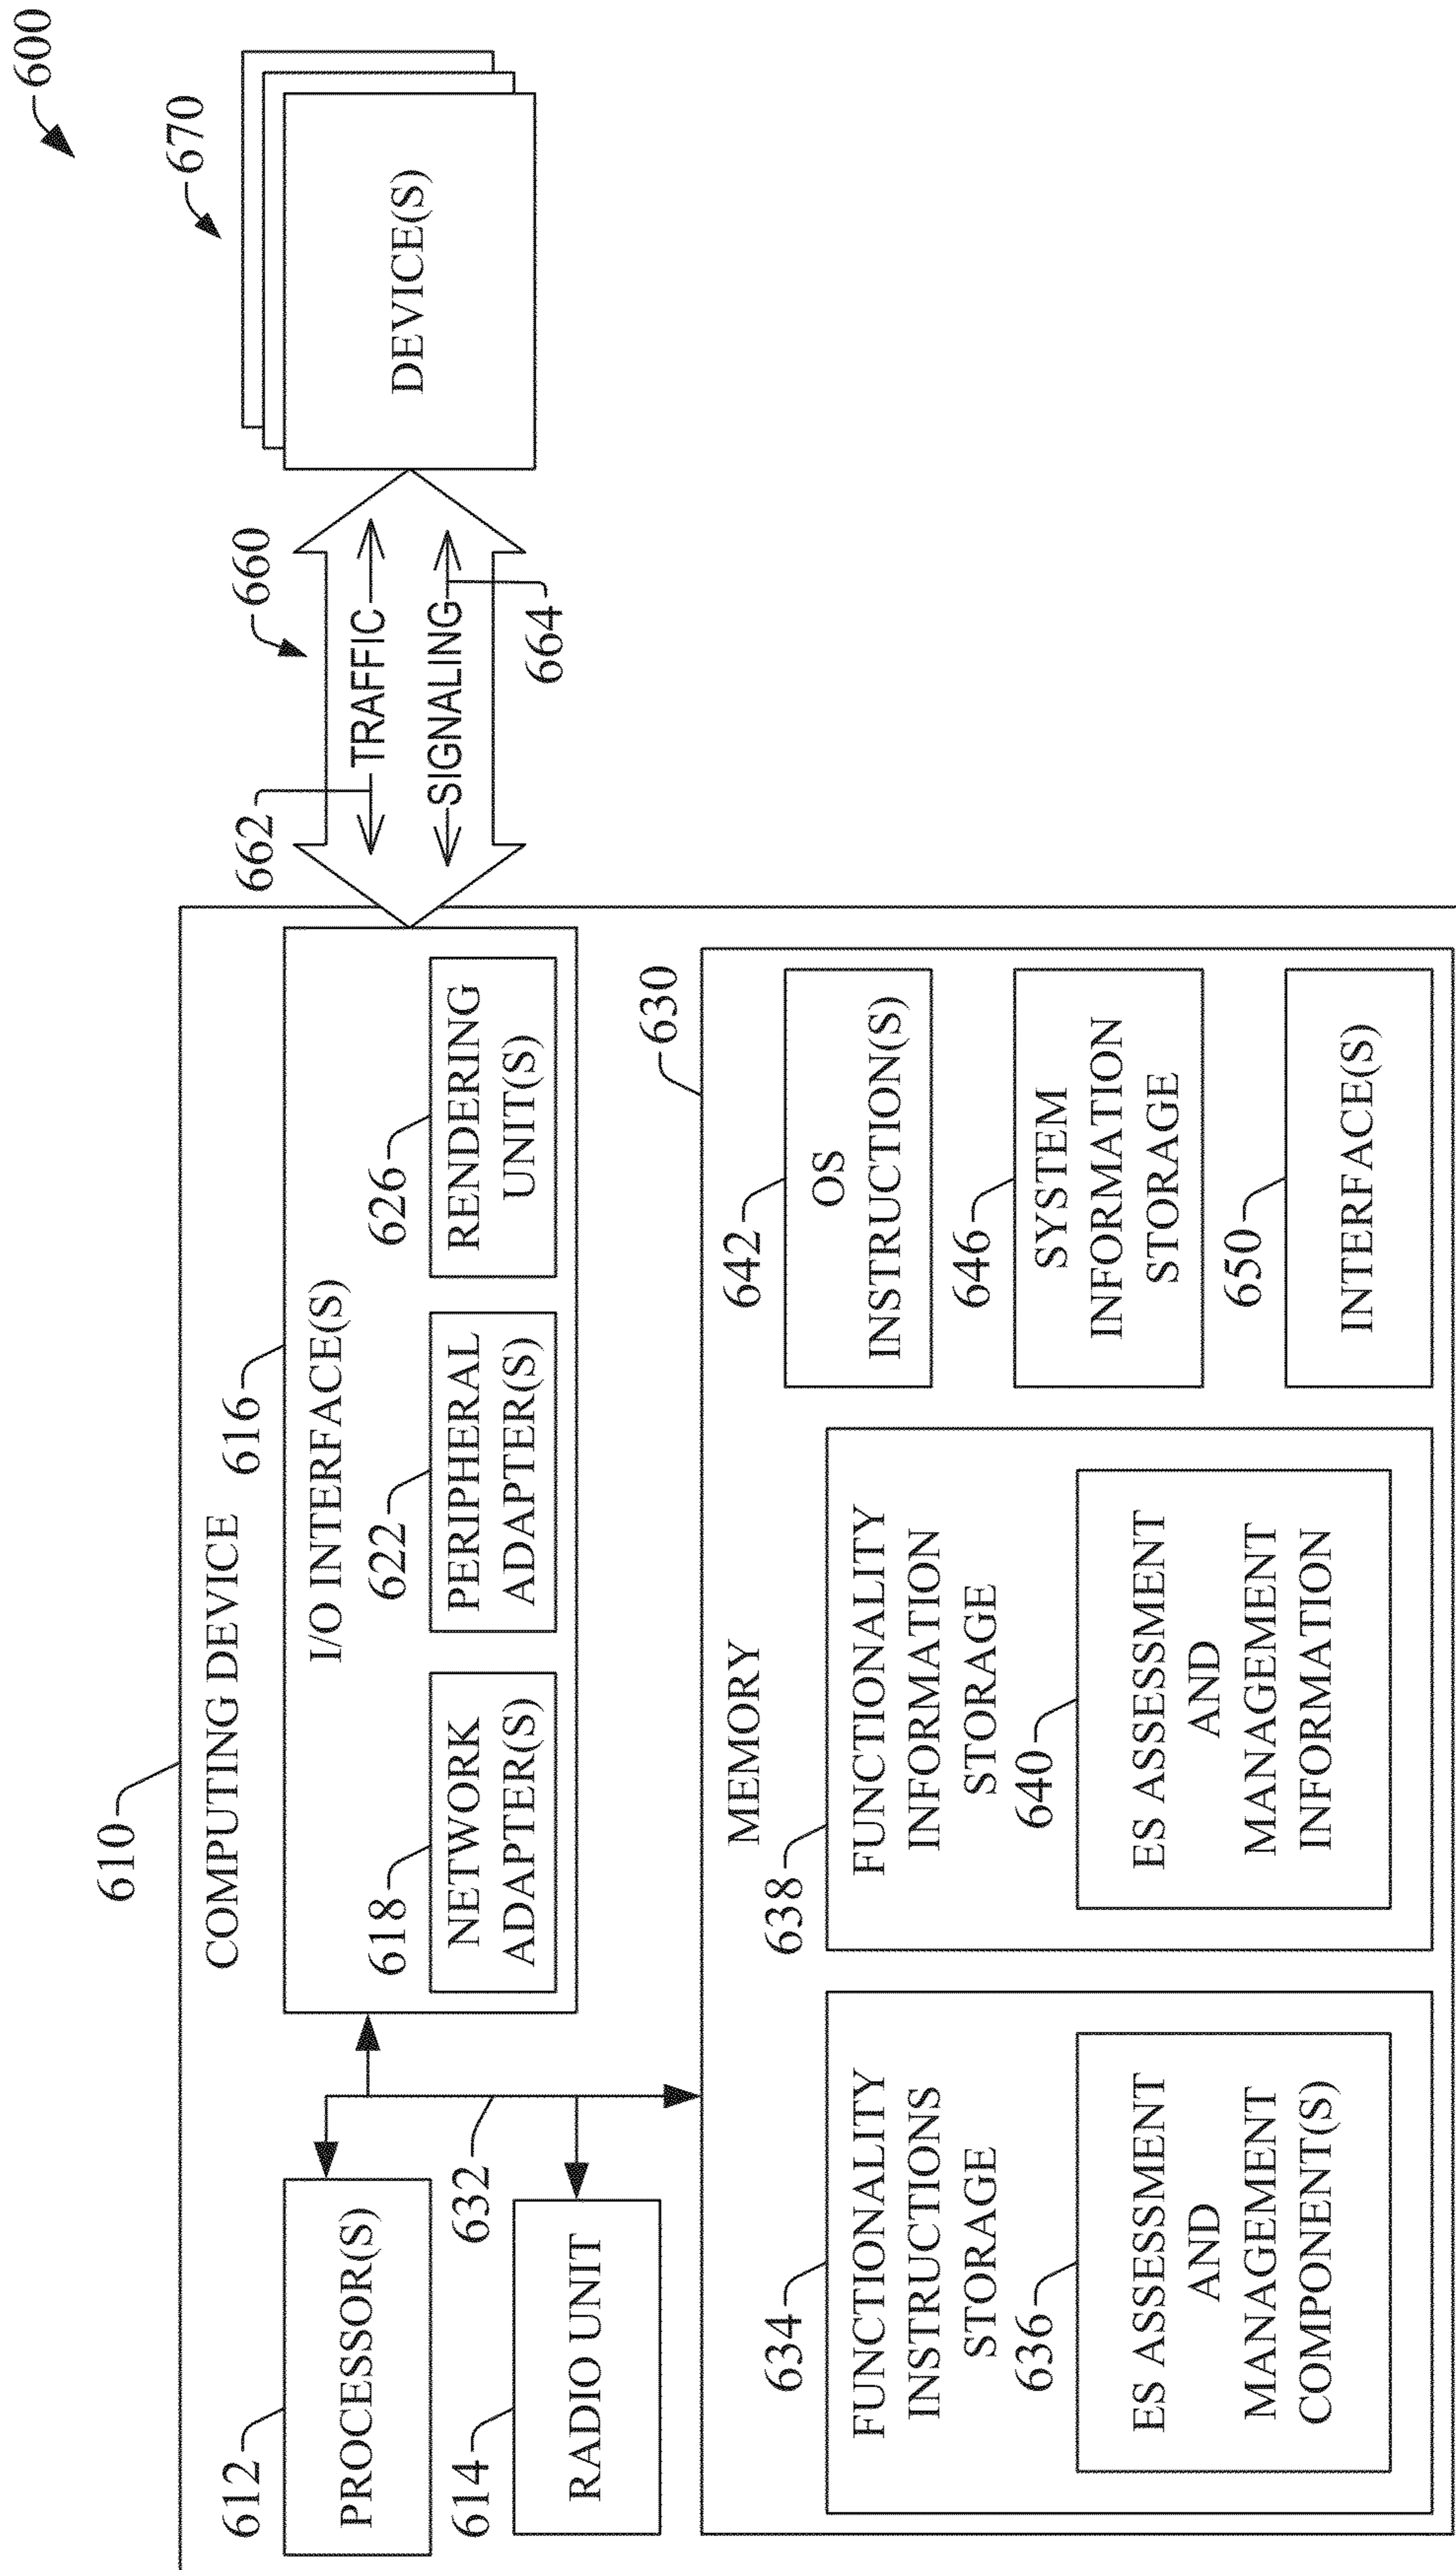 600
610
COMPUTING DEVICE
612
PROCESSOR(S)
614
RADIO UNIT
632
616
I/O INTERFACE(S)
618
NETWORK
ADAPTER(S)
622
PERIPHERAL
ADAPTER(S)
626
RENDERING
UNIT(S)
662
660
TRAFFIC
SIGNALING
664
670
DEVICE(S)
630
MEMORY
634
FUNCTIONALITY
INSTRUCTIONS
STORAGE
636
ES ASSESSMENT
AND
MANAGEMENT
COMPONENT(S)
638
FUNCTIONALITY
INFORMATION
STORAGE
640
ES ASSESSMENT
AND
MANAGEMENT
INFORMATION
642
OS
INSTRUCTION(S)
646
SYSTEM
INFORMATION
STORAGE
650
INTERFACE(S)